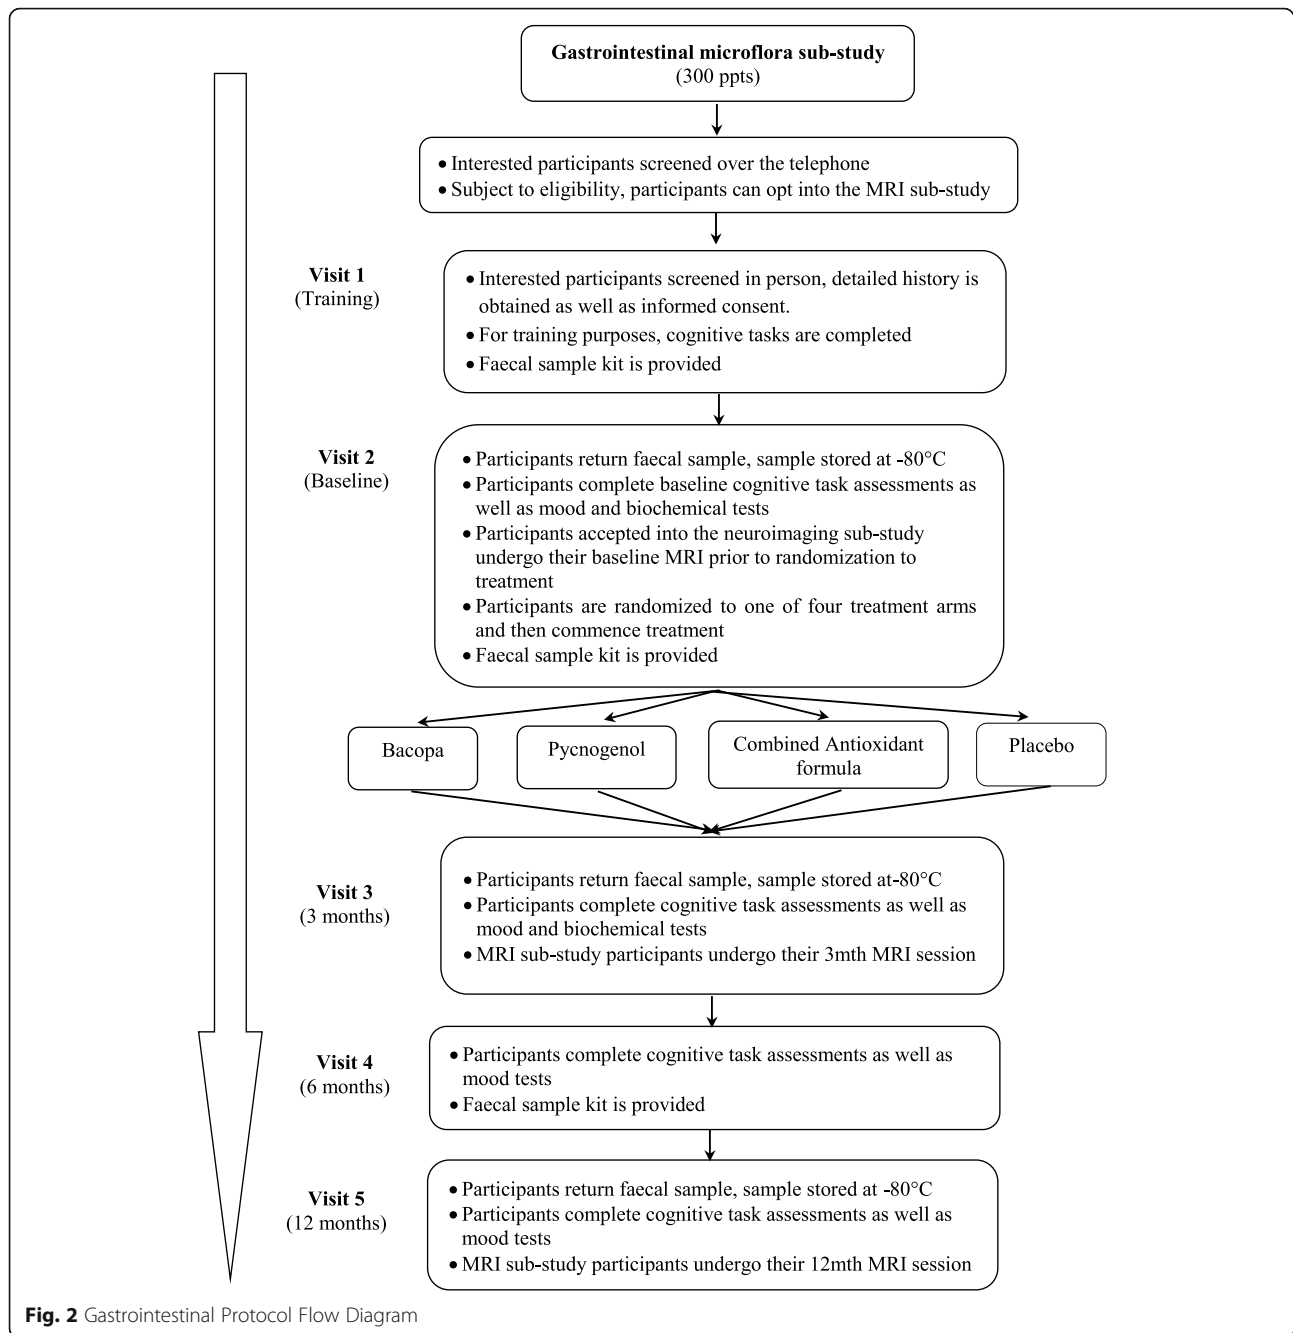 Gastrointestinal microflora sub-study
(300 ppts)
• Interested participants screened over the telephone
• Subject to eligibility, participants can opt into the MRI sub-study
Visit 1
(Training)
• Interested participants screened in person, detailed history is
obtained as well as informed consent.
• For training purposes, cognitive tasks are completed
• Faecal sample kit is provided
Visit 2
(Baseline)
• Participants return faecal sample, sample stored at -80°C
• Participants complete baseline cognitive task assessments as
well as mood and biochemical tests
• Participants accepted into the neuroimaging sub-study
undergo their baseline MRI prior to randomization to
treatment
• Participants are randomized to one of four treatment arms
and then commence treatment
• Faecal sample kit is provided
Bacopa
Pycnogenol
Combined Antioxidant
formula
Placebo
Visit 3
(3 months)
• Participants return faecal sample, sample stored at-80°C
• Participants complete cognitive task assessments as well as
mood and biochemical tests
• MRI sub-study participants undergo their 3mth MRI session
Visit 4
(6 months)
• Participants complete cognitive task assessments as well as
mood tests
• Faecal sample kit is provided
Visit 5
(12 months)
• Participants return faecal sample, sample stored at -80°C
• Participants complete cognitive task assessments as well as
mood tests
• MRI sub-study participants undergo their 12mth MRI session
Fig. 2 Gastrointestinal Protocol Flow Diagram